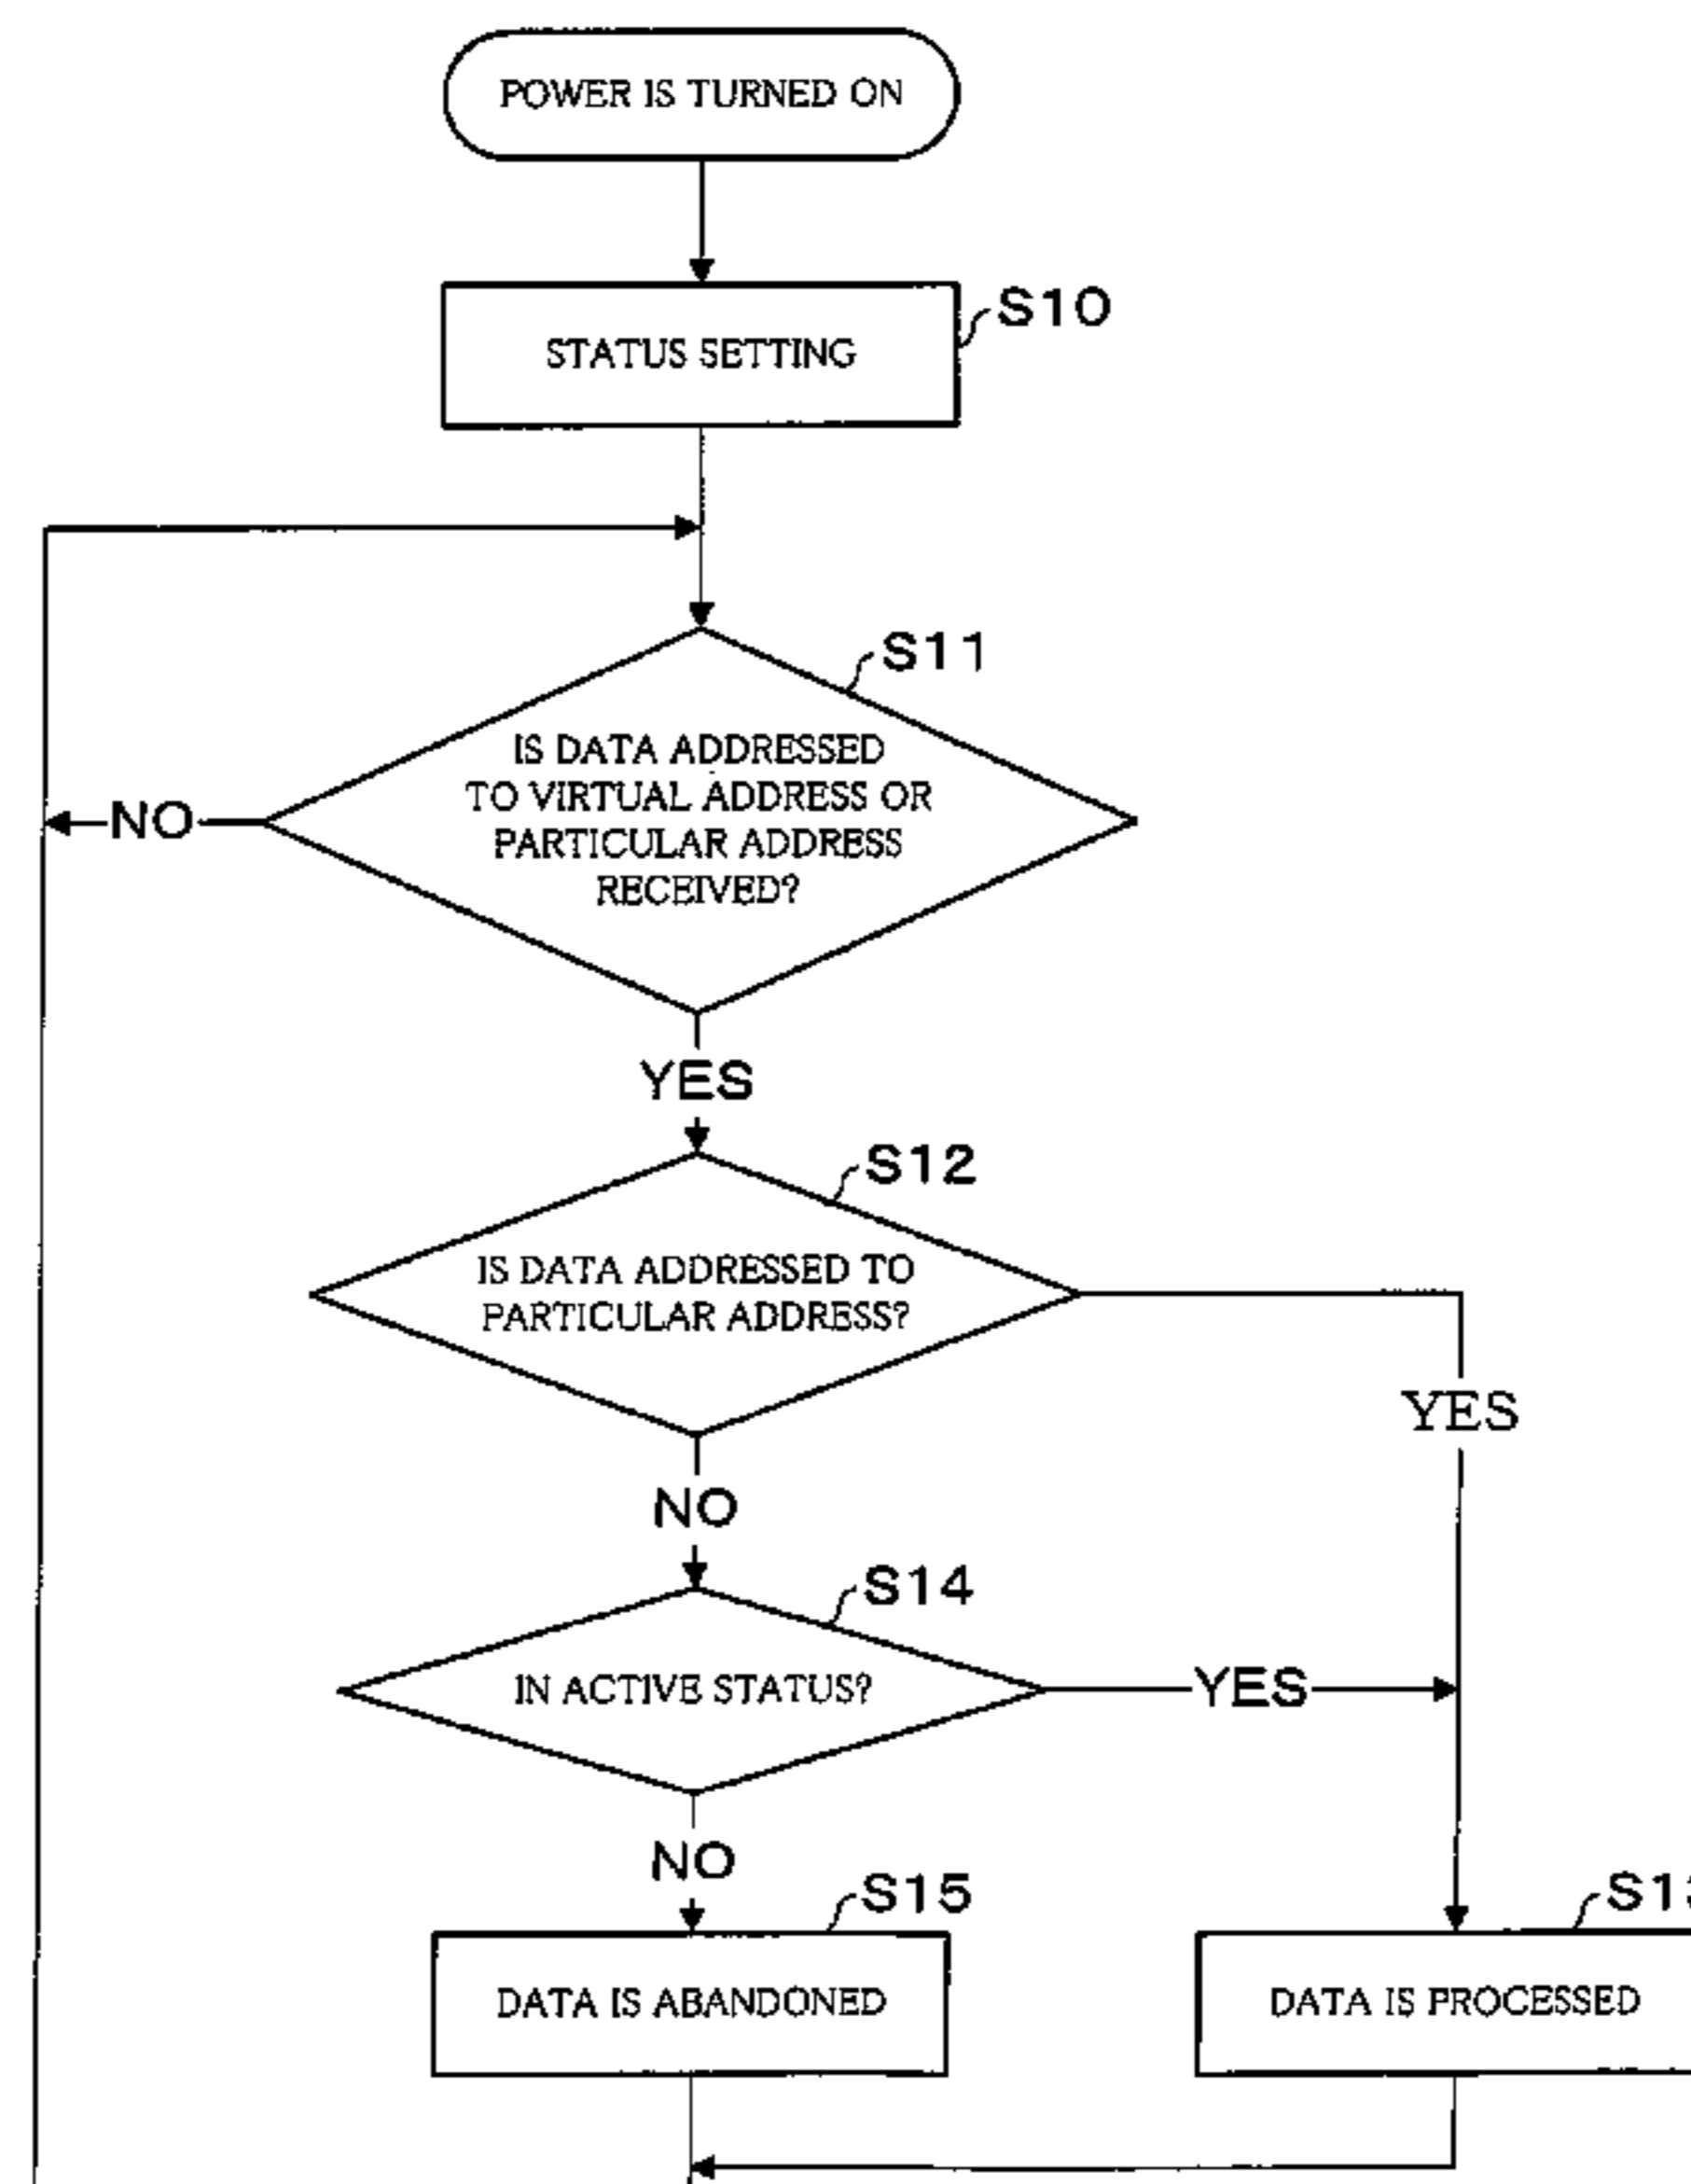 POWER IS TURNED ON
STATUS SETTING
S10
S11
IS DATA ADDRESSED
TO VIRTUAL ADDRESS OR
PARTICULAR ADDRESS
RECEIVED?
NO
YES
S12
IS DATA ADDRESSED TO
PARTICULAR ADDRESS?
YES
NO
S14
IN ACTIVE STATUS?
YES
NO
S15
DATA IS ABANDONED
DATA IS PROCESSED